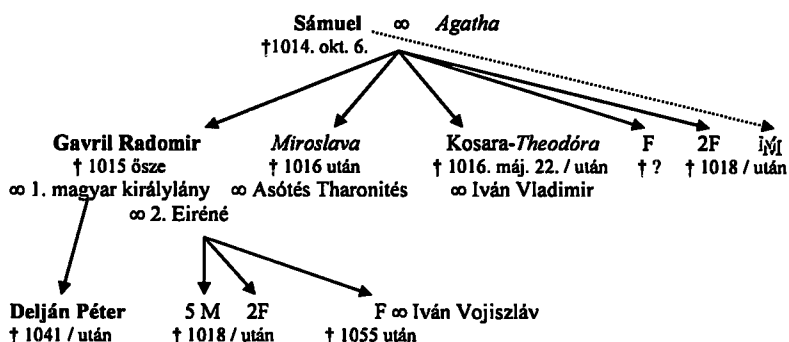 Sámuel ∞ Agatha
†1014. okt. 6.
Gavril Radomir Miroslava Kosara-Theodóra F 2F
† 1015 ősze † 1016 után † 1016. máj. 22. / után † ? † 1018 / után
∞ 1. magyar királylány ∞ Asótés Tharonités ∞ Iván Vladimir
∞ 2. Eiréné
Delján Péter 5 M 2F F ∞ Iván Vojiszláv
† 1041 / után † 1018 / után † 1055 után